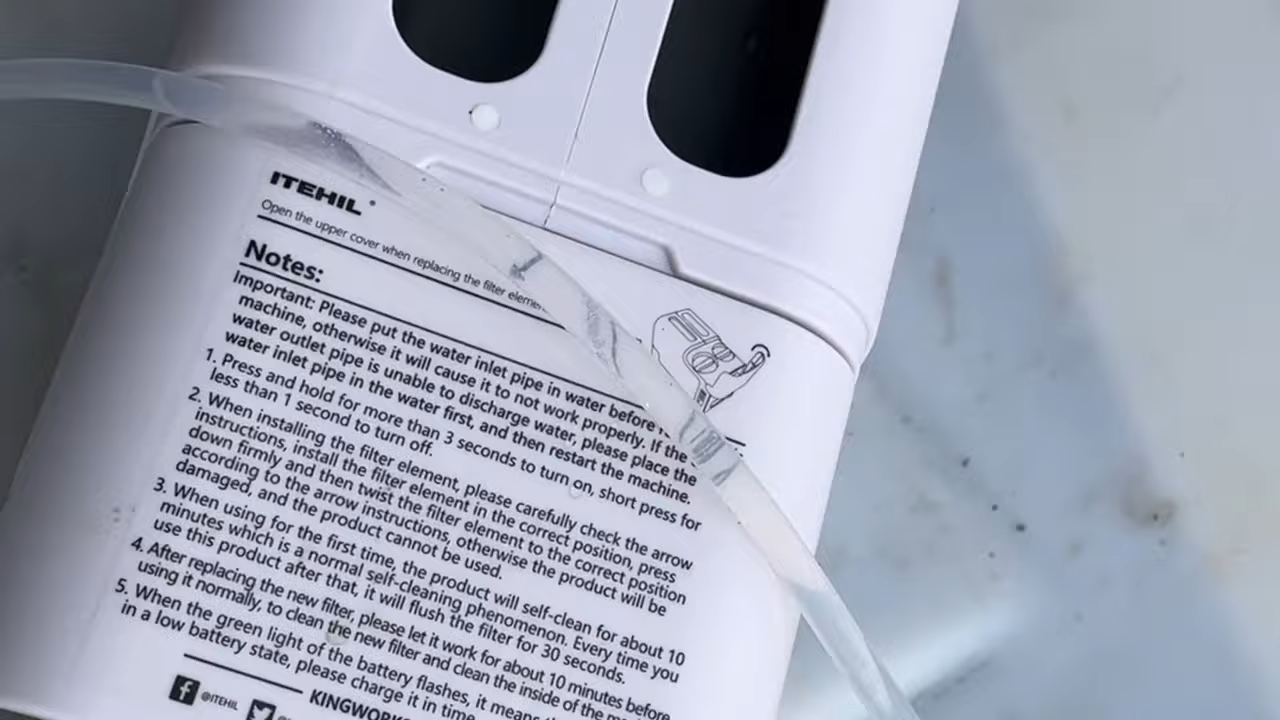 ITEHIL
Open the upper cover when replacing the filter
Notes:
Important: Please put the water inlet pipe in water before
machine, otherwise it will cause it to not work properly. If the
water outlet pipe is unable to discharge water, please place the
water inlet pipe in the water first, and then restart the machine.
1. Press and hold for more than 3 seconds to turn on, short press for
less than 1 second to turn off.
2. When installing the filter element, please carefully check the arrow
instructions, install the filter element in the correct position, press
down firmly and then twist the filter element to the correct position
according to the arrow instructions, otherwise the product will be
damaged, and the product cannot be used.
3. When using for the first time, the product will self-clean for about 10
minutes which is a normal self-cleaning phenomenon. Every time you
use this product after that, it will flush the filter for 30 seconds.
4. After replacing the new filter, please let it work for about 10 minutes before
using it normally, to clean the new filter and clean the inside of the
5. When the green light of the battery flashes, it means
in a low battery state, please charge it in time
KINGWORK
@ITEHIL